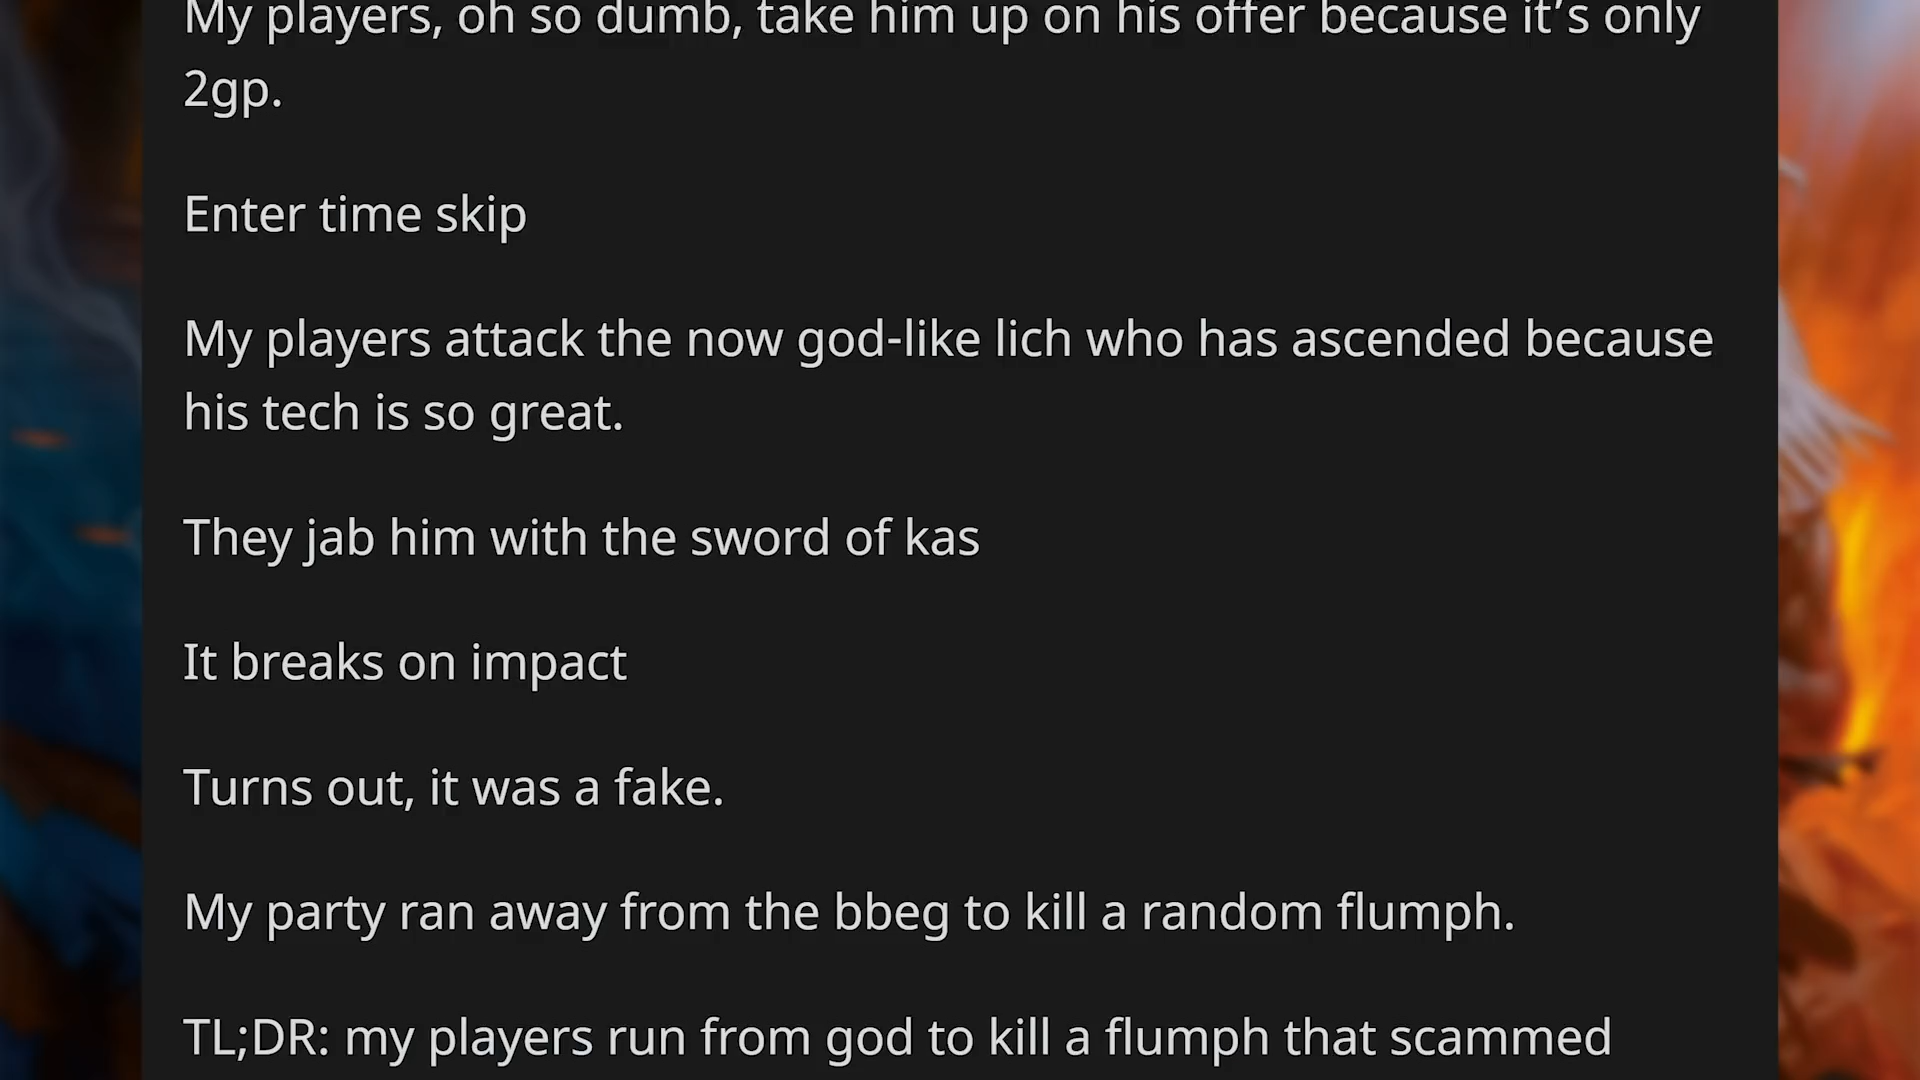 My players, oh so dumb, take him up on his offer because it’s only
2gp.
Enter time skip
My players attack the now god-like lich who has ascended because
his tech is so great.
They jab him with the sword of kas
It breaks on impact
Turns out, it was a fake.
My party ran away from the bbeg to kill a random flumph.
TL;DR: my players run from god to kill a flumph that scammed